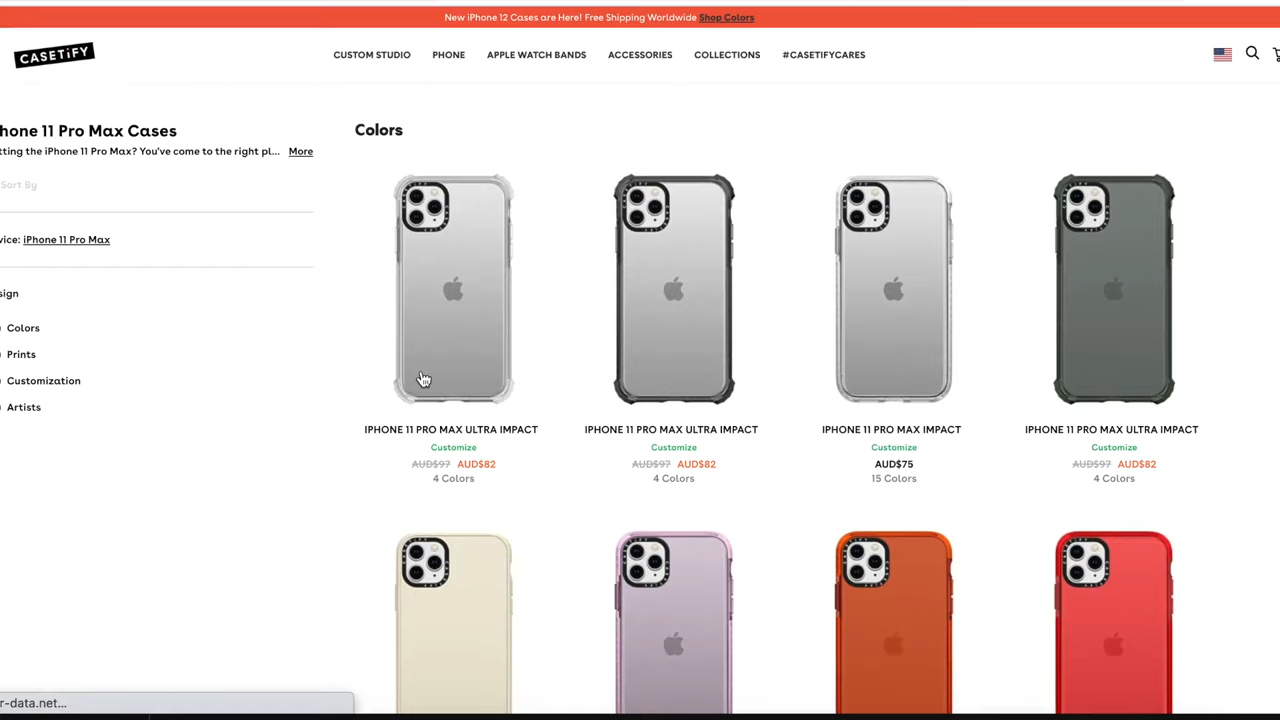 New iPhone 12 Cases are Here! Free Shipping Worldwide Shop Colors
CASETiFY
CUSTOM STUDIO PHONE APPLE WATCH BANDS ACCESSORIES COLLECTIONS #CASETIFYCARES
hone 11 Pro Max Cases
tting the iPhone 11 Pro Max? You've come to the right pl... More
Sort By
vice: iPhone 11 Pro Max
sign
Colors
Prints
Customization
Artists
Colors
IPHONE 11 PRO MAX ULTRA IMPACT
Customize
AUD$97 AUD$82
4 Colors
IPHONE 11 PRO MAX ULTRA IMPACT
Customize
AUD$97 AUD$82
4 Colors
IPHONE 11 PRO MAX IMPACT
Customize
AUD$75
15 Colors
IPHONE 11 PRO MAX ULTRA IMPACT
Customize
AUD$97 AUD$82
4 Colors
r-data.net...